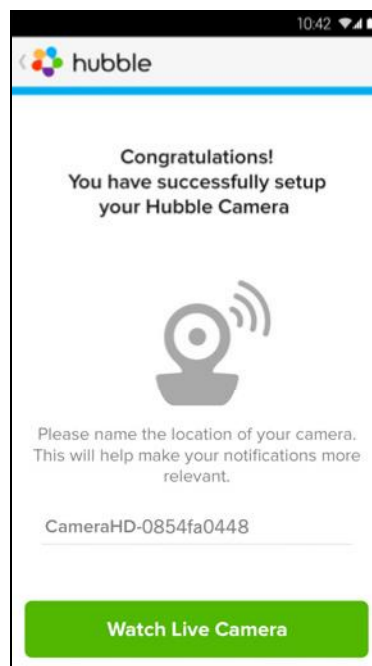 10:42
hubble
Congratulations!
You have successfully setup
your Hubble Camera
Please name the location of your camera.
This will help make your notifications more
relevant.
CameraHD-0854fa0448
Watch Live Camera